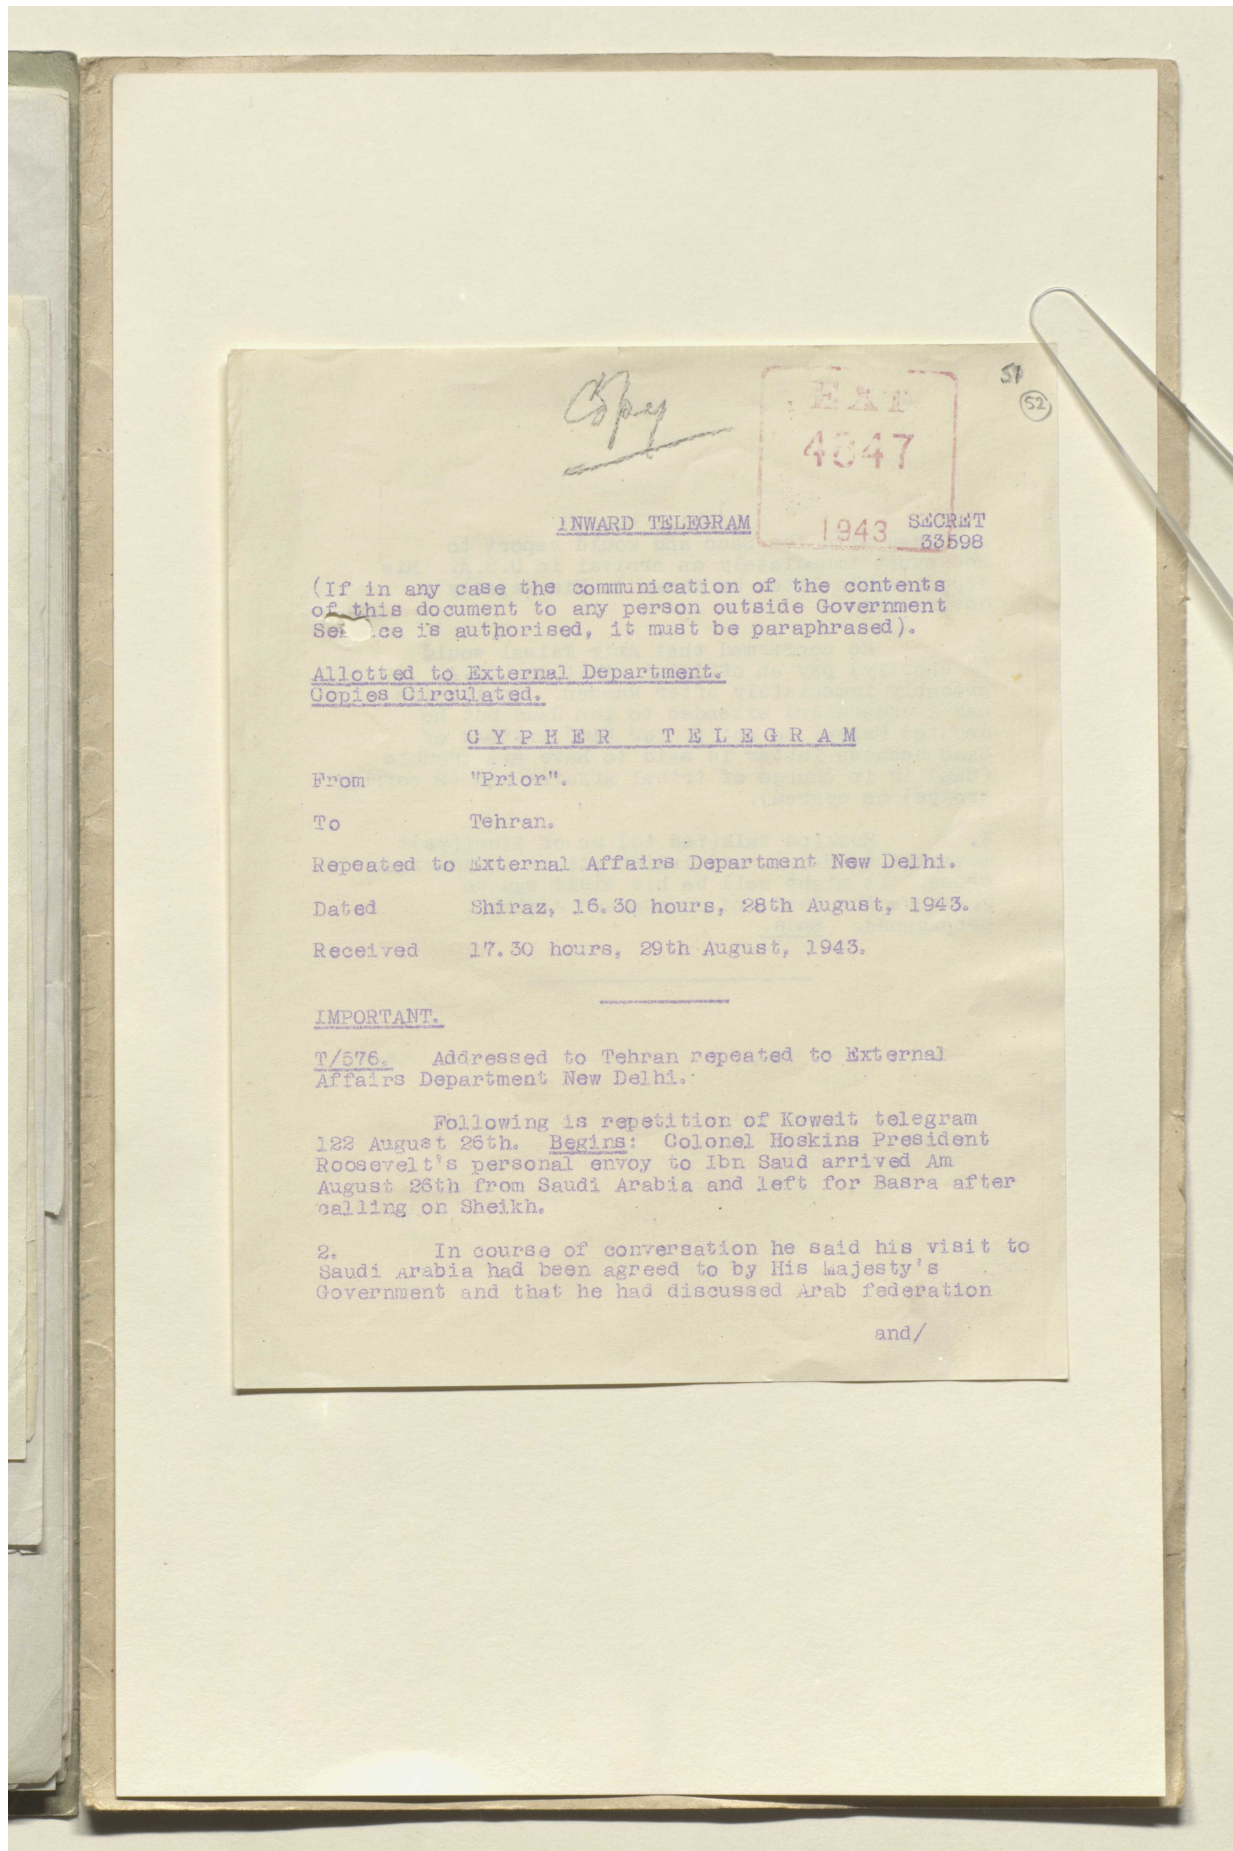 51
52
Copy
EXT
4847
1943
INWARD TELEGRAM
SECRET
33598
(If in any case the communication of the contents
of this document to any person outside Government
is authorised, it must be paraphrased).
Allotted to External Department.
Copies Circulated.
CYPHER TELEGRAM
From "Prior".
To Tehran.
Repeated to External Affairs Department New Delhi.
Dated Shiraz, 16.30 hours, 28th August, 1943.
Received 17.30 hours, 29th August, 1943.
IMPORTANT.
T/576. Addressed to Tehran repeated to External
Affairs Department New Delhi.
Following is repetition of Koweit telegram
122 August 26th. Begins: Colonel Hoskins President
Roosevelt's personal envoy to Ibn Saud arrived Am
August 26th from Saudi Arabia and left for Basra after
calling on Sheikh.
2. In course of conversation he said his visit to
Saudi Arabia had been agreed to by His Majesty's
Government and that he had discussed Arab federation
and/